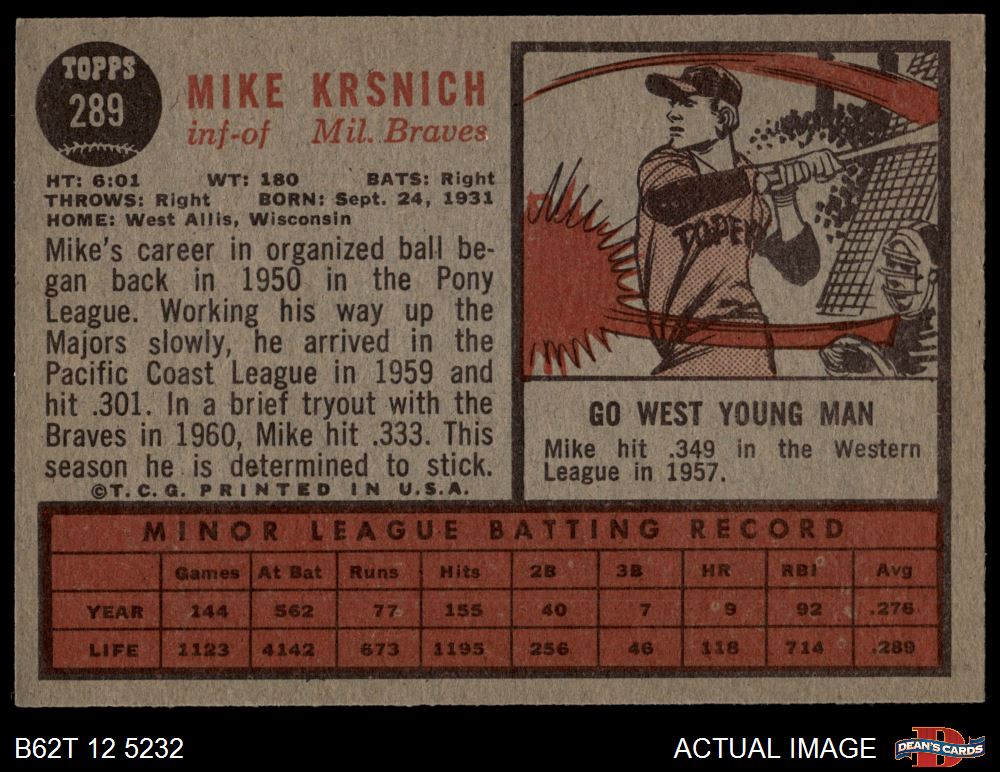 TOPPS
289
MIKE KRSNICH
inf-of Mil. Braves
HT: 6:01 WT: 180 BATS: Right
THROWS: Right BORN: Sept. 24, 1931
HOME: West Allis, Wisconsin
Mike's career in organized ball be-
gan back in 1950 in the Pony
League. Working his way up the
Majors slowly, he arrived in the
Pacific Coast League in 1959 and
hit .301. In a brief tryout with the
Braves in 1960, Mike hit .333. This
season he is determined to stick.
©T.C.G. PRINTED IN U.S.A.
GO WEST YOUNG MAN
Mike hit .349 in the Western
League in 1957.
MINOR LEAGUE BATTING RECORD
Games At Bat Runs Hits 2B 3B HR RBI Avg
YEAR 144 562 77 155 40 7 9 92 .276
LIFE 1123 4142 673 1195 256 46 118 714 .289
B62T 12 5232
ACTUAL IMAGE
D
DEAN'S CARDS